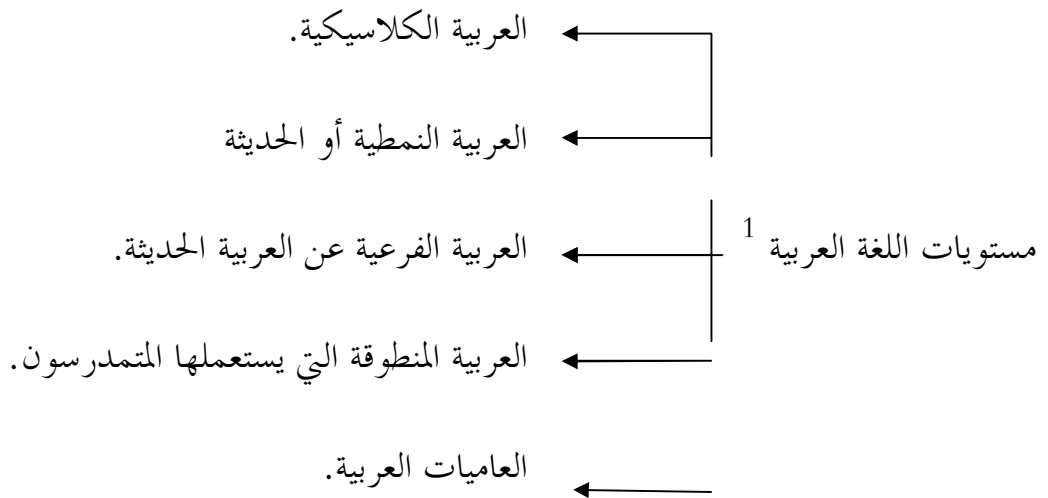 العربية الكلاسيكية.
العربية النمطية أو الحديثة
مستويات اللغة العربية 1
العربية الفرعية عن العربية الحديثة.
العربية المنطوقة التي يستعملها المتمدرسون.
العاميات العربية.